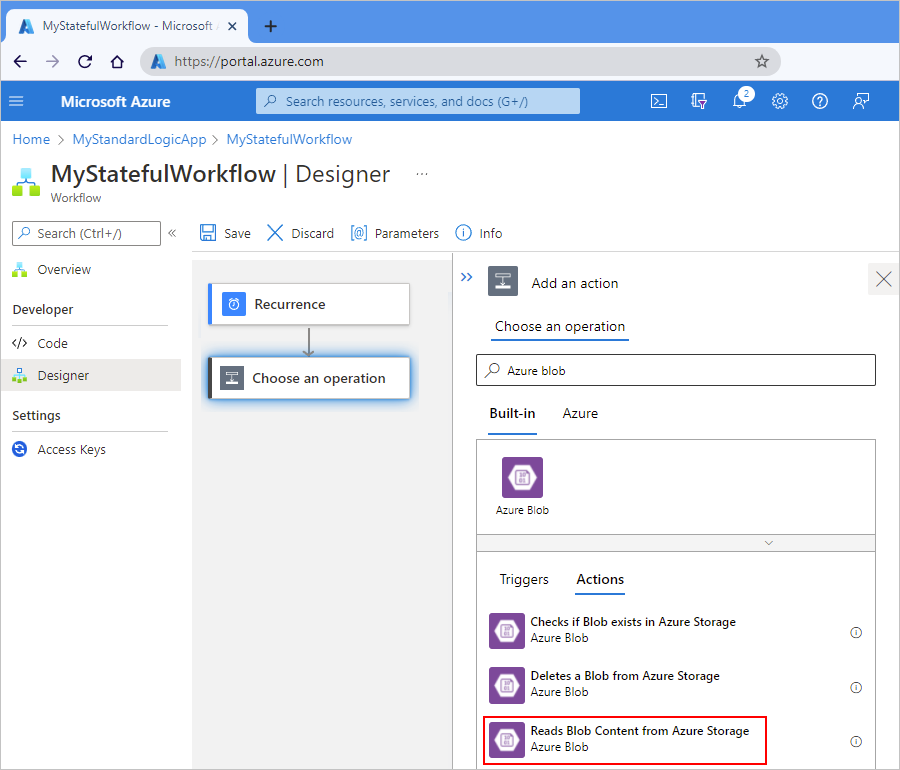 MyStatefulWorkflow - Microsoft
https://portal.azure.com
Microsoft Azure
Search resources, services, and docs (G+/)
2
Home > MyStandardLogicApp > MyStatefulWorkflow
MyStatefulWorkflow | Designer ...
Workflow
Search (Ctrl+/)
«
Save
Discard
[@] Parameters
Info
Overview
Developer
</> Code
Designer
Settings
Access Keys
Recurrence
Choose an operation
»
Add an action
Choose an operation
Azure blob
Built-in
Azure
Azure Blob
Triggers
Actions
Checks if Blob exists in Azure Storage
Azure Blob
Deletes a Blob from Azure Storage
Azure Blob
Reads Blob Content from Azure Storage
Azure Blob